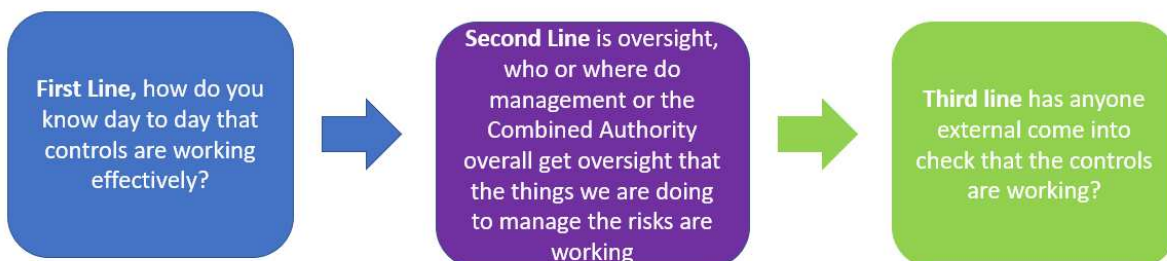 First Line, how do you
know day to day that
controls are working
effectively?
Second Line is oversight,
who or where do
management or the
Combined Authority
overall get oversight that
the things we are doing
to manage the risks are
working
Third line has anyone
external come into
check that the controls
are working?